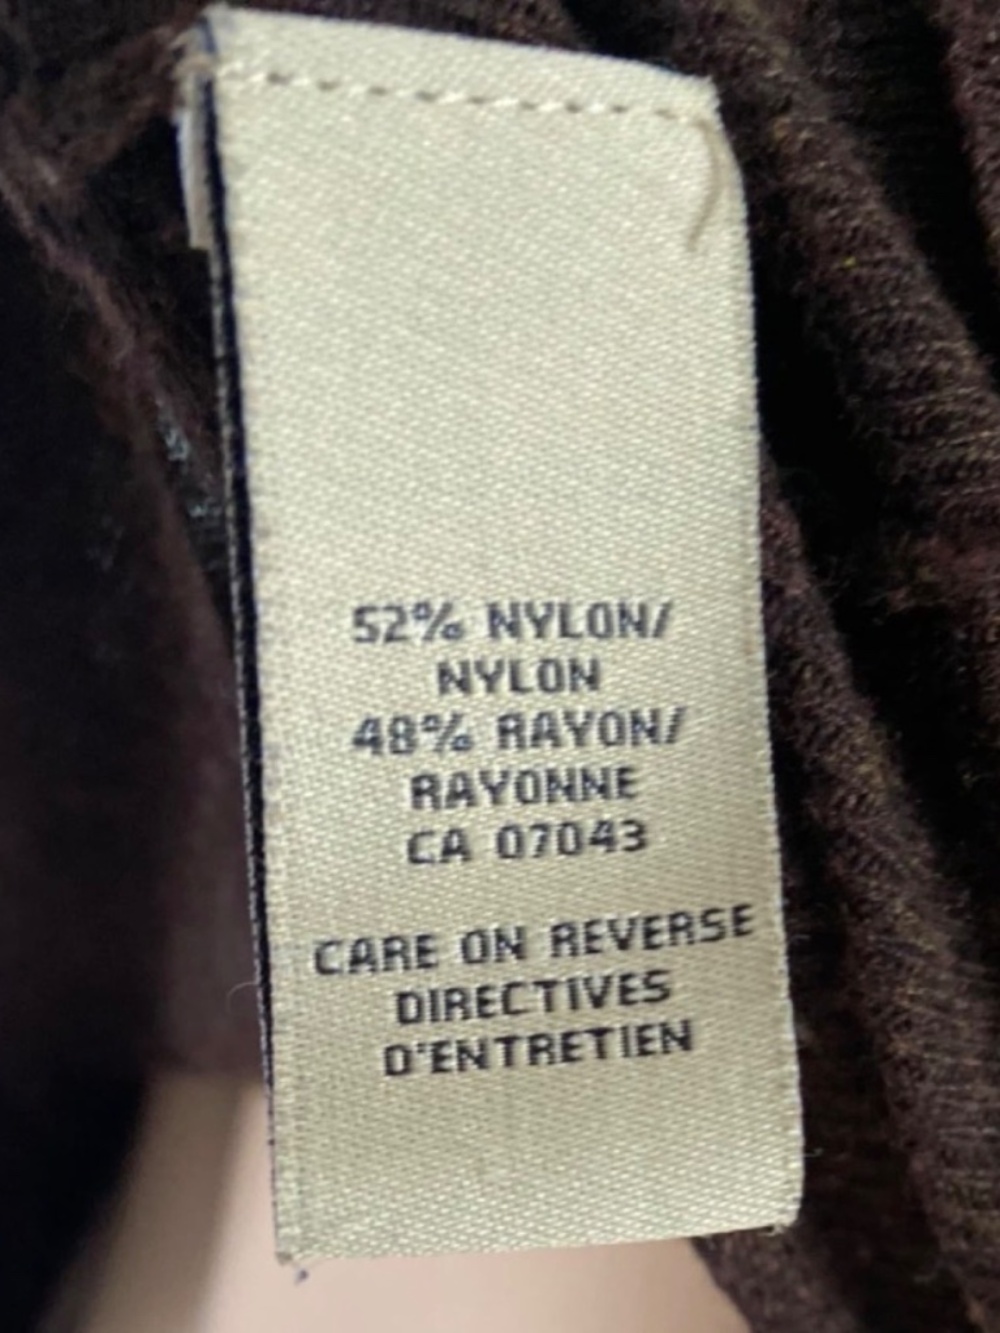 52% NYLON/
NYLON
48% RAYON/
RAYONNE
CA 07043
CARE ON REVERSE
DIRECTIVES
D'ENTRETIEN